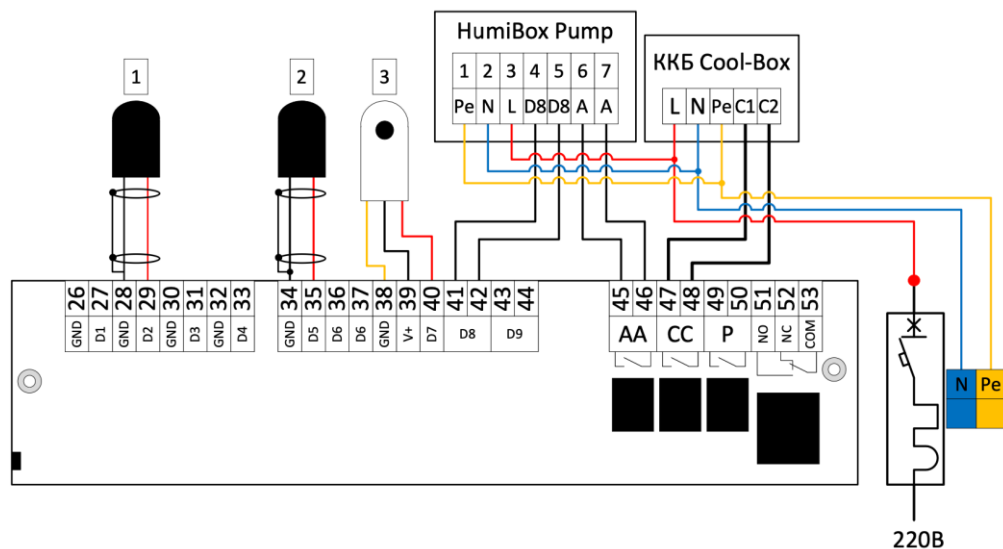 HumiBox Pump
ККБ Cool-Box
1 2 3
1 2 3 4 5 6 7
Pe N L D8 D8 A A
L N Pe C1 C2
26 27 28 29 30 31 32 33 34 35 36 37 38 39 40 41 42 43 44 45 46 47 48 49 50 51 52 53
GND D1 GND D2 GND D3 GND D4 GND D5 D6 D6 GND V+ D7 D8 D9 AA CC P NO NC COM
N Pe
220В